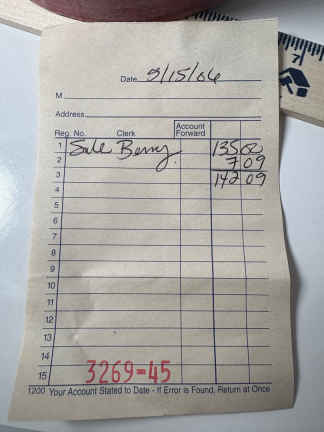 Date 5/15/06
M
Address
Account
Forward
Reg. No. Clerk
1 Sale Benny 135 00
2 7 09
3 142 09
4
5
6
7
8
9
10
11
12
13
14
3269-45
15
1200 Your Account Stated to Date - If Error is Found, Return at Once